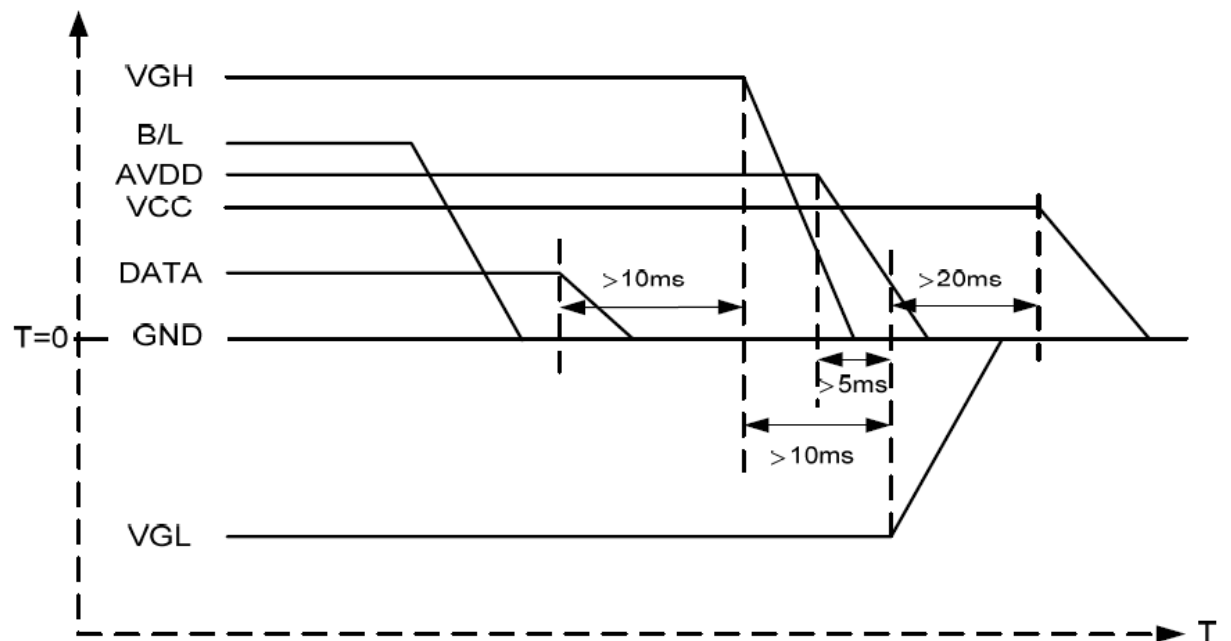 VGH
B/L
AVDD
VCC
DATA
>10ms
>20ms
T=0
GND
>5ms
>10ms
VGL
T